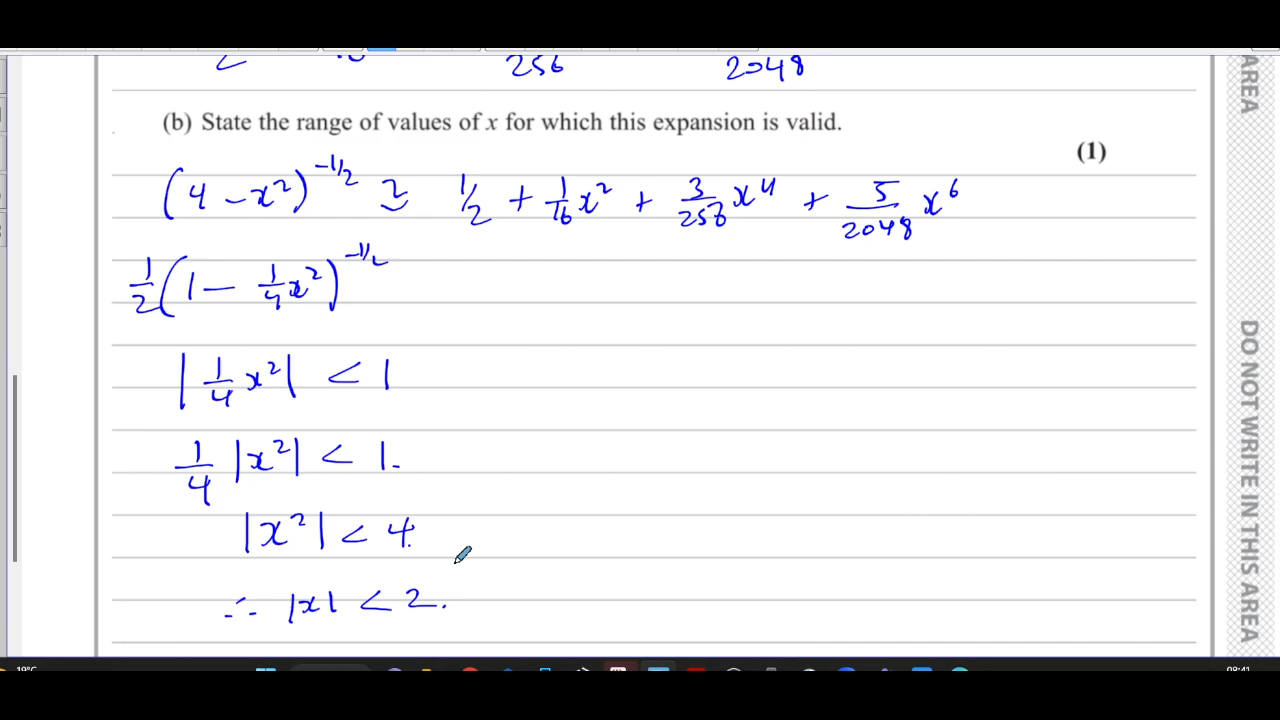 256 2048
(b) State the range of values of x for which this expansion is valid.
(1)
(4 - x²)^(-1/2) ≃ 1/2 + 1/16 x² + 3/256 x⁴ + 5/2048 x⁶
1/2 (1 - 1/4 x²)^(-1/2)
|1/4 x²| < 1
1/4 |x²| < 1.
|x²| < 4.
∴ |x| < 2.
AREA
DO NOT WRITE IN THIS AREA